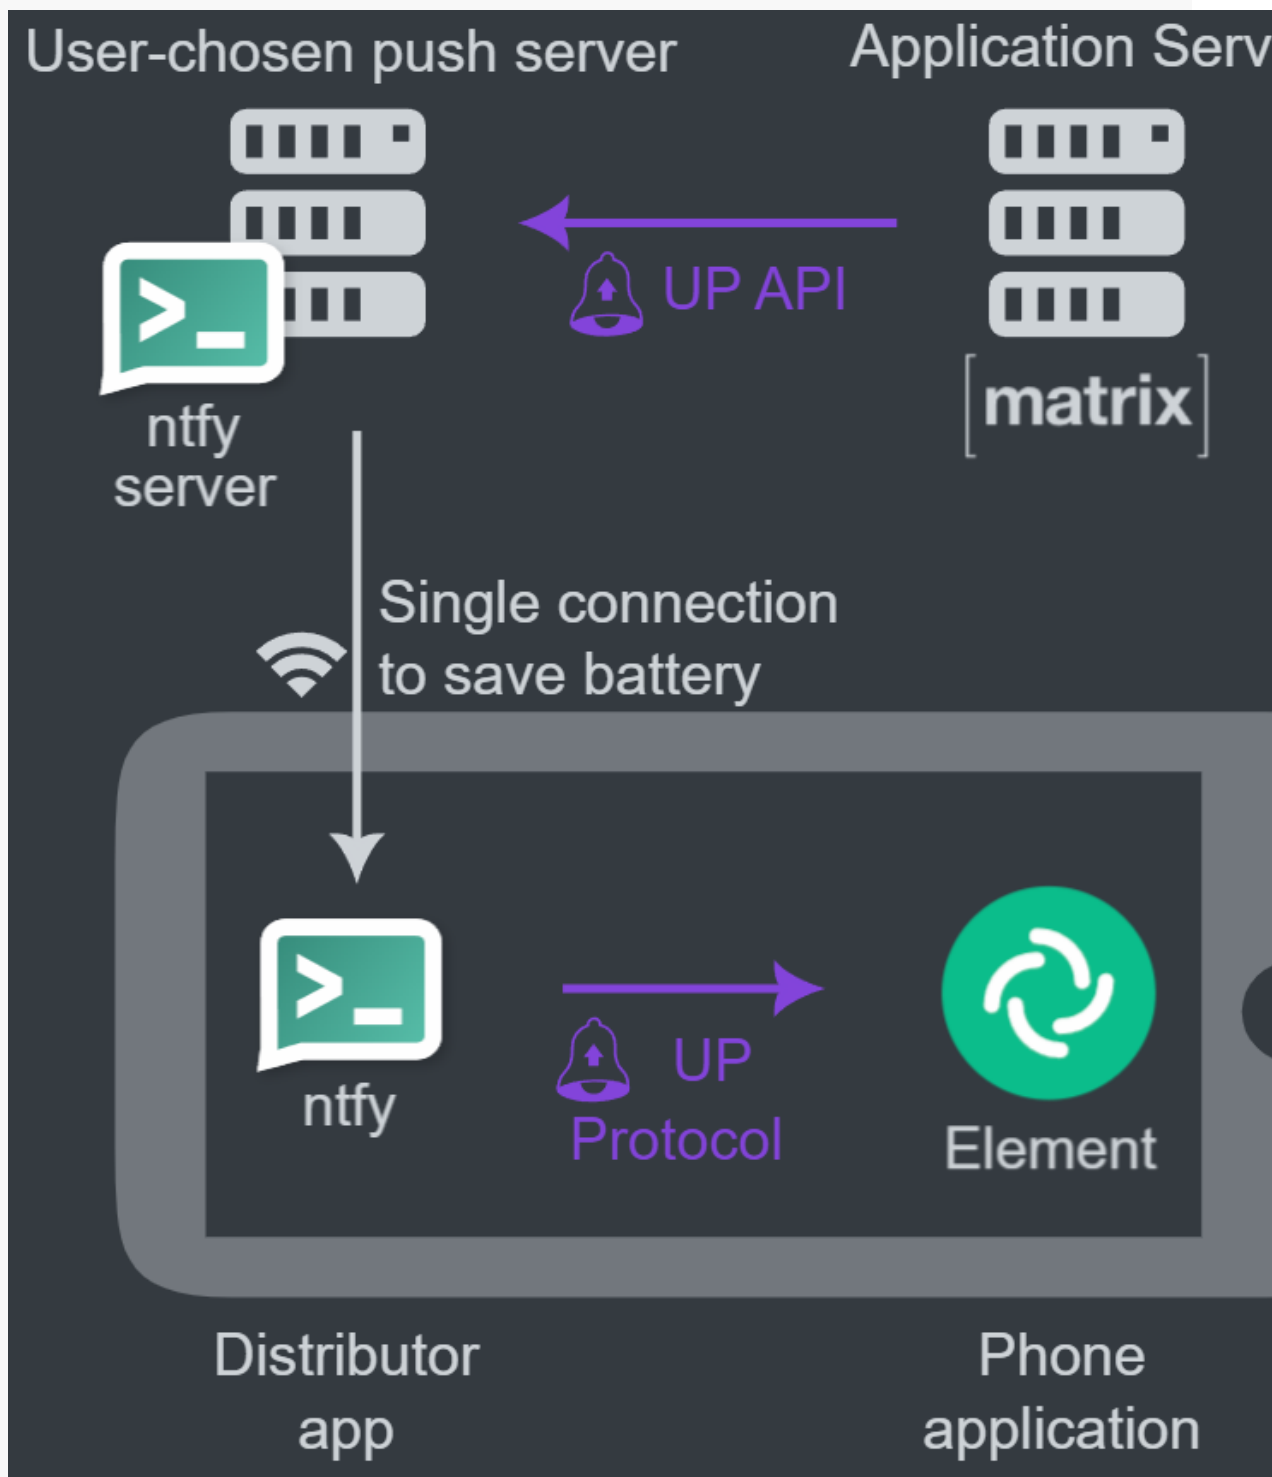 User-chosen push server
Application Serv
UP API
[matrix]
ntfy
server
Single connection
to save battery
ntfy
UP
Protocol
Element
Distributor
app
Phone
application